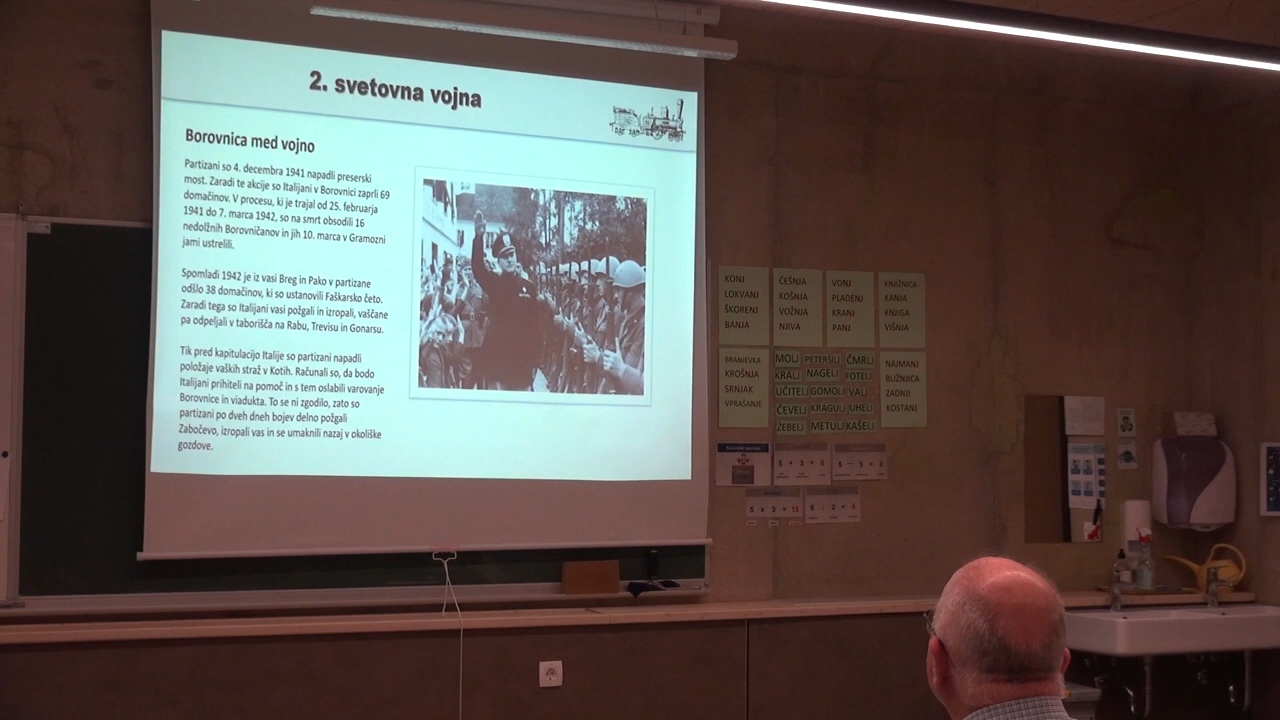 2. svetovna vojna
Borovnica med vojno
Partizani so 4. decembra 1941 napadli preserski
most. Zaradi te akcije so Italijani v Borovnici zaprli 69
domačinov. V procesu, ki je trajal od 25. februarja
1941 do 7. marca 1942, so na smrt obsodili 16
nedolžnih Borovničanov in jih 10. marca v Gramozni
jami ustrelili.
Spomladi 1942 je iz vasi Breg in Pako v partizane
odšlo 38 domačinov, ki so ustanovili Faškarsko četo.
Zaradi tega so Italijani vasi požgali in izropali, vaščane
pa odpeljali v taborišča na Rabu, Trevisu in Gonarsu.
Tik pred kapitulacijo Italije so partizani napadli
položaje vaških straž v Kotih. Računali so, da bodo
Italijani prihiteli na pomoč in s tem oslabili varovanje
Borovnice in viadukta. To se ni zgodilo, zato so
partizani po dveh dneh bojev delno požgali
Zabočevo, izropali vas in se umaknili nazaj v okoliške
gozdove.
KONJ
LOKVANJ
ŠKORENJ
BANJA
ČEŠNJA
KOŠNJA
VOŽNJA
NJIVA
VONJ
PLADENJ
KRANJ
PANJ
KNJIŽNICA
KANJA
KNJIGA
VIŠNJA
BRANJEVKA
KROŠNJA
SRNJAK
VPRAŠANJE
MOLJ PETERŠILJ ČMRLJ
KRALJ NAGELJ FOTELJ
UČITELJ GOMOLJ VALJ
ČEVELJ KRAGULJ UHELJ
ŽEBELJ METULJ KAŠELJ
NAJMANJ
BLIŽNJICA
ZADNJI
KOSTANJ
5 x 3 = 15